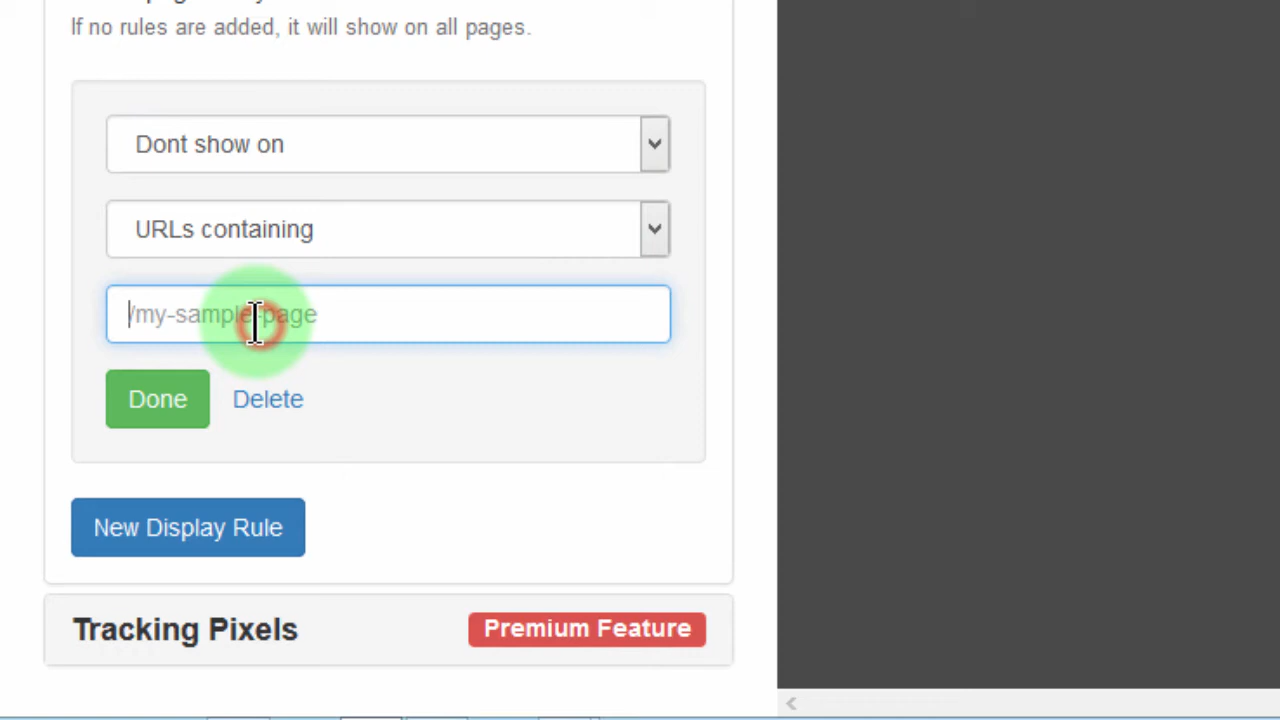 If no rules are added, it will show on all pages.
Dont show on
URLs containing
/my-sample-page
Done Delete
New Display Rule
Tracking Pixels Premium Feature